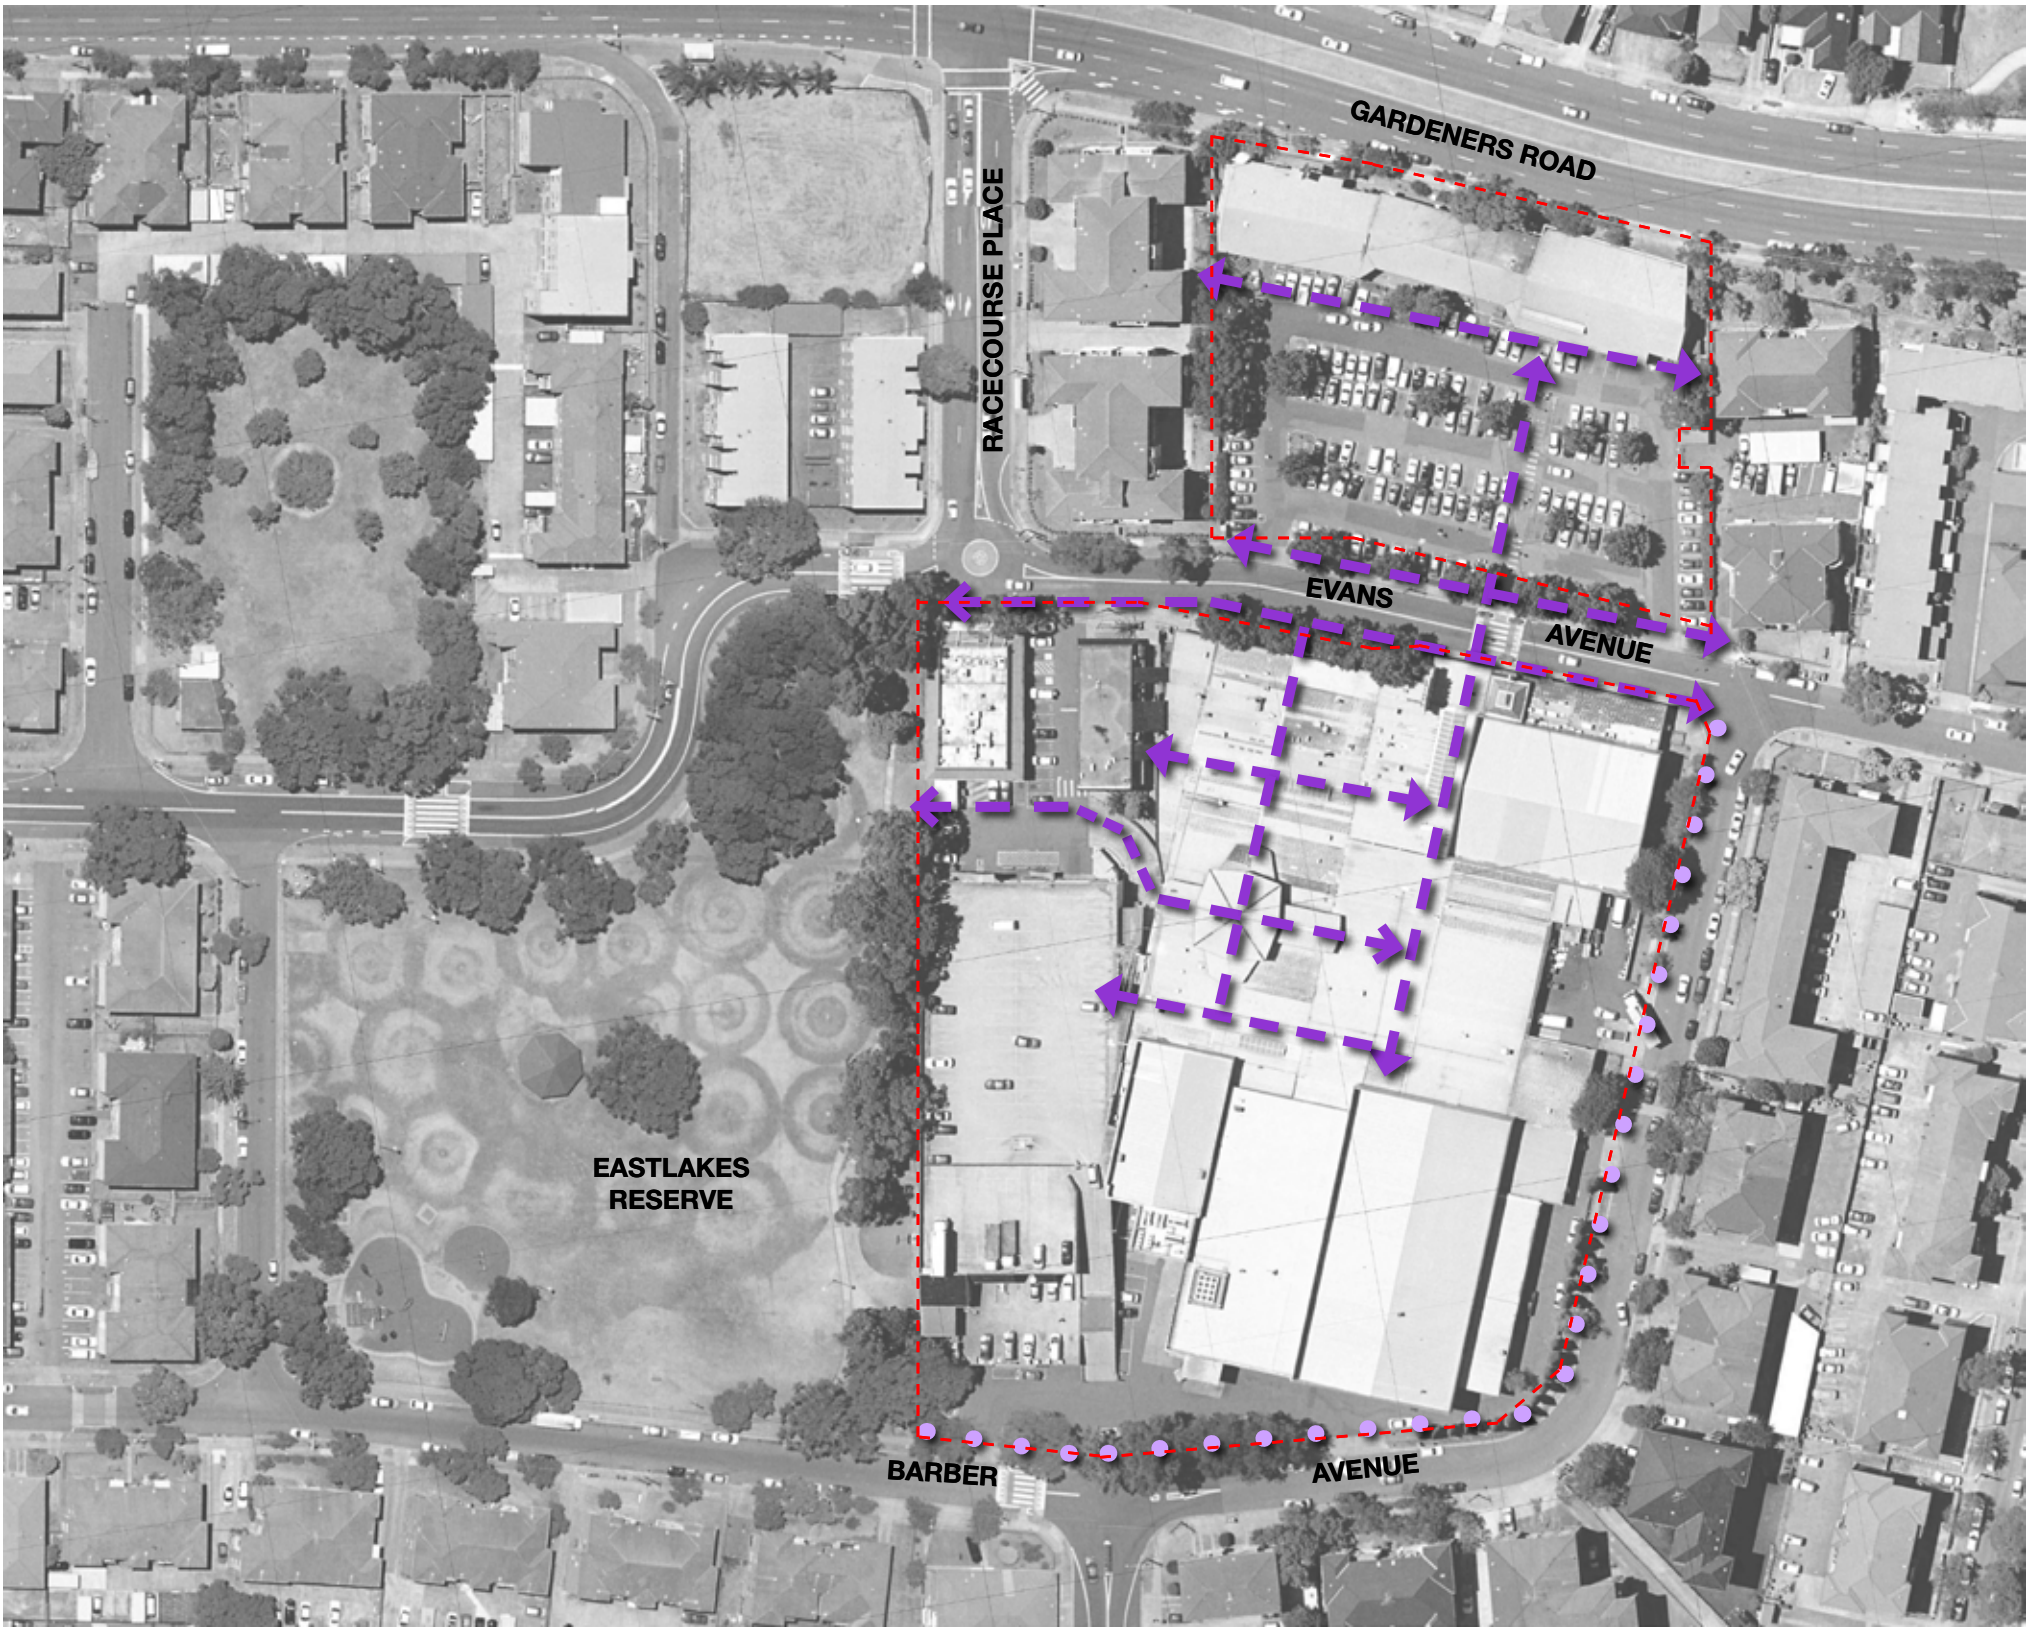 GARDENERS ROAD
RACECOURSE PLACE
EVANS
AVENUE
EASTLAKES
RESERVE
BARBER
AVENUE